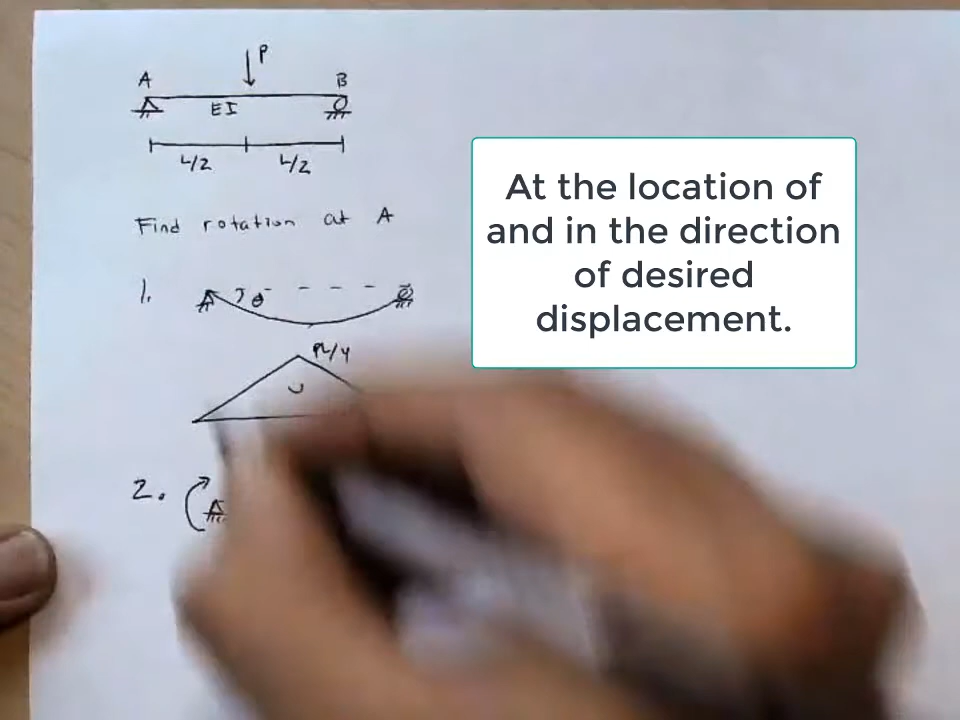 P
A B
EI
L/2 L/2
Find rotation at A
1. θ
PL/4
2.
At the location of
and in the direction
of desired
displacement.